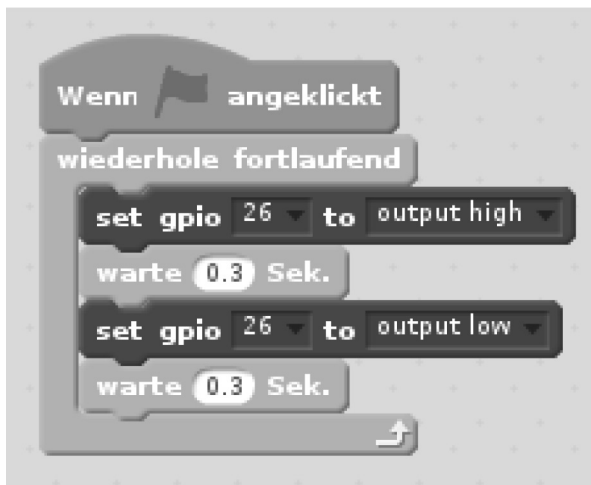 Wenn angeklickt
wiederhole fortlaufend
set gpio 26 to output high
warte 0.3 Sek.
set gpio 26 to output low
warte 0.3 Sek.